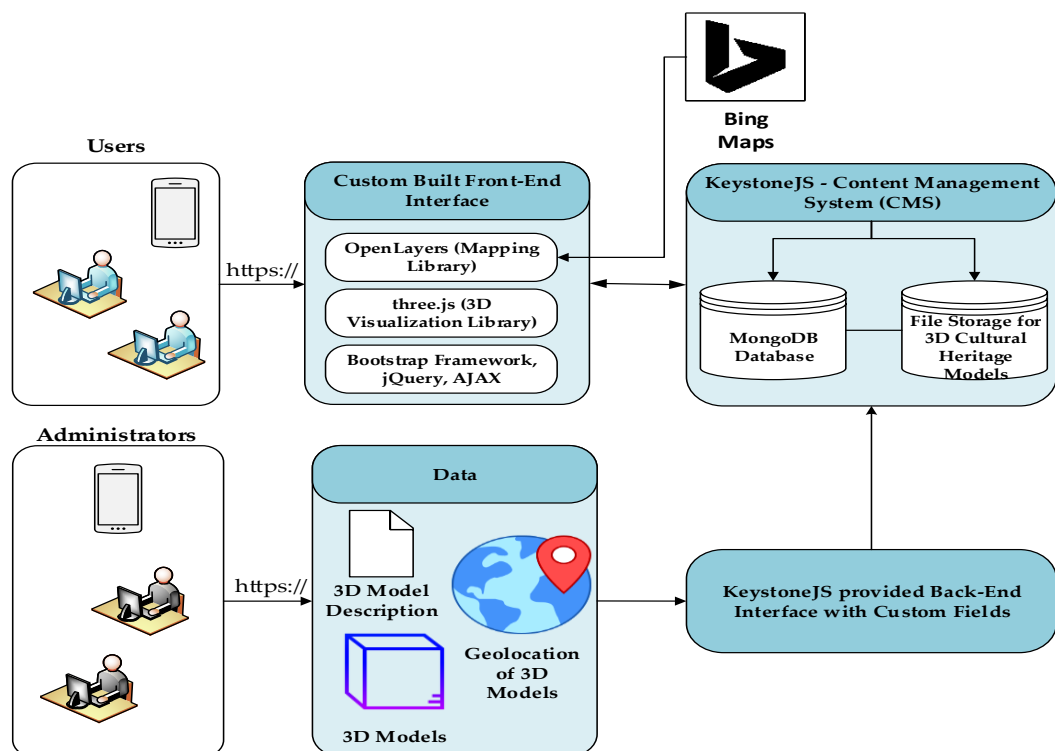 Bing
Maps
Users
https://
Custom Built Front-End
Interface
OpenLayers (Mapping
Library)
three.js (3D
Visualization Library)
Bootstrap Framework,
jQuery, AJAX
KeystoneJS - Content Management
System (CMS)
MongoDB
Database
File Storage for
3D Cultural
Heritage
Models
Administrators
https://
Data
3D Model
Description
Geolocation
of 3D
Models
3D Models
KeystoneJS provided Back-End
Interface with Custom Fields